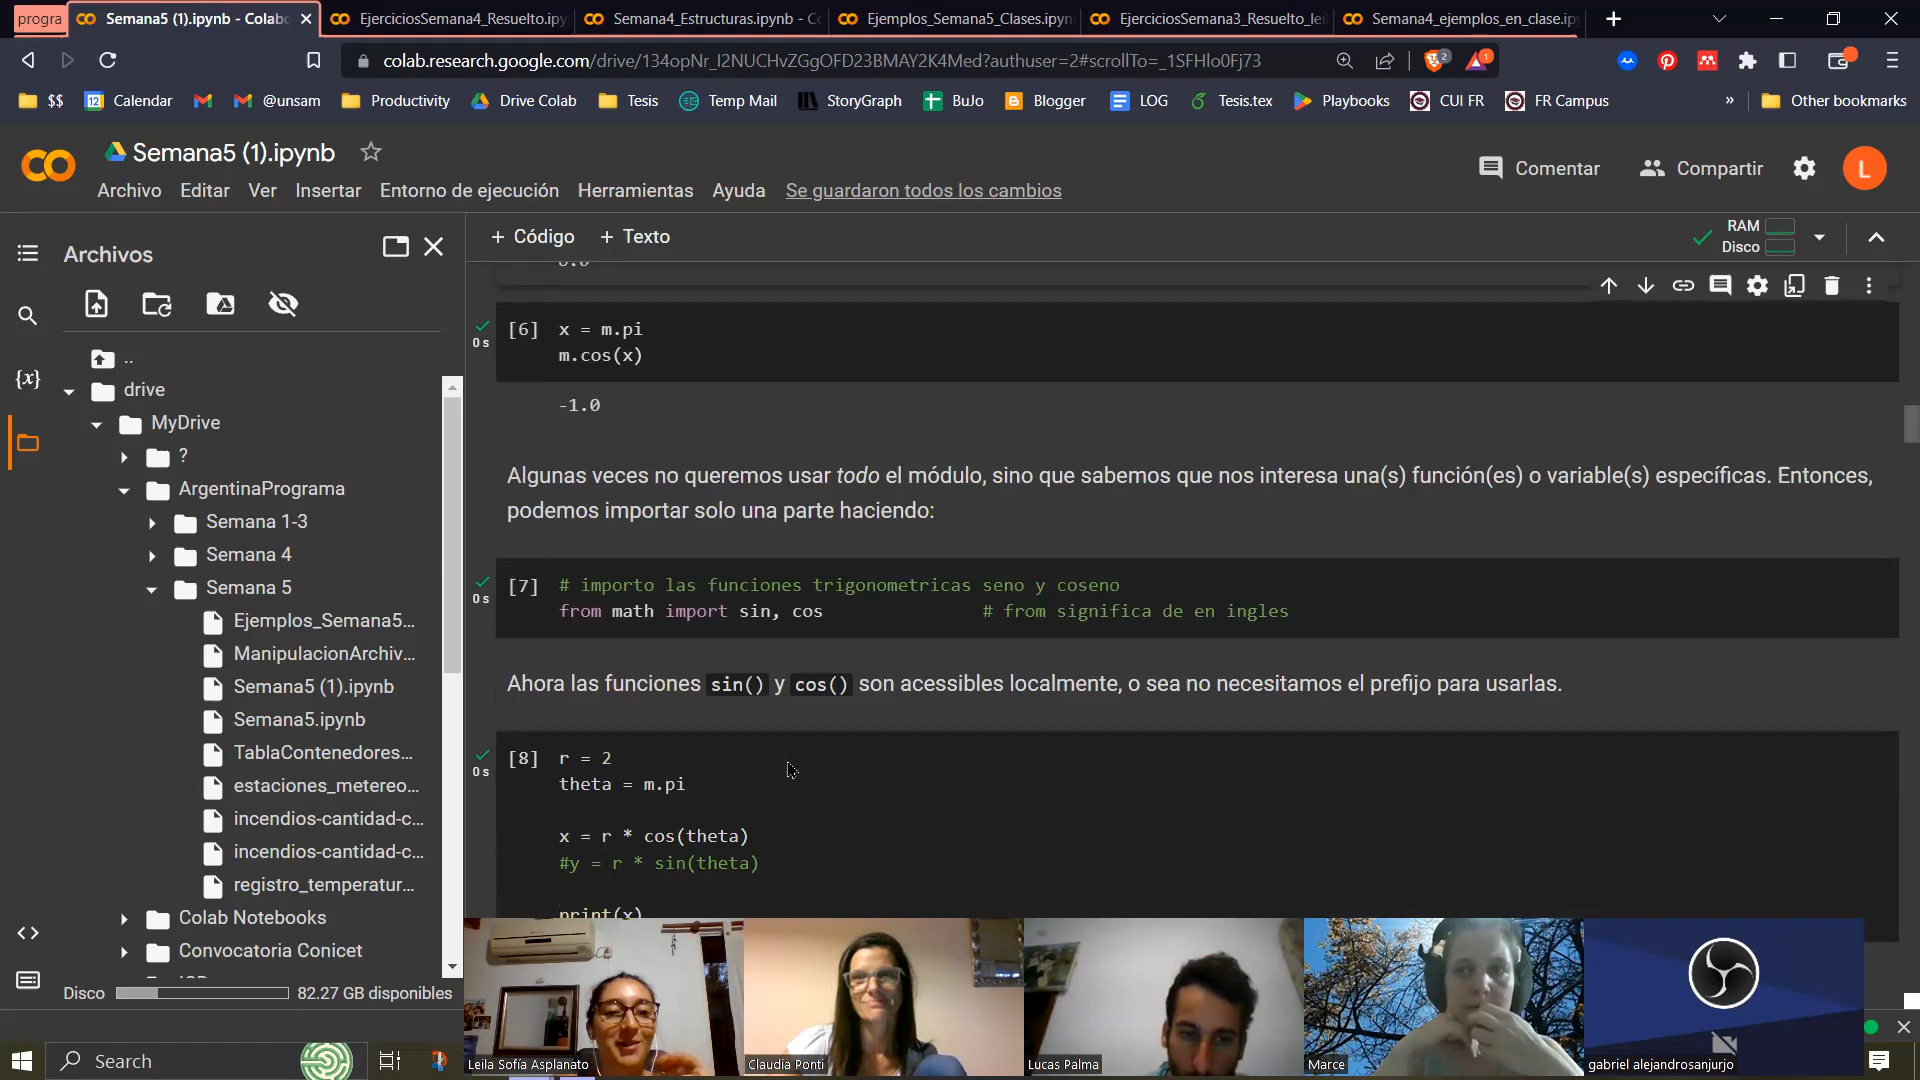 progra
Semana5 (1).ipynb - Colab
EjerciciosSemana4_Resuelto.ipy
Semana4_Estructuras.ipynb - Co
Ejemplos_Semana5_Clases.ipyn
EjerciciosSemana3_Resuelto_le
Semana4_ejemplos_en_clase.ip
colab.research.google.com/drive/134opNr_I2NUCHvZGgOFD23BMAY2K4Med?authuser=2#scrollTo=_1SFHlo0Fj73
2
1
$$
Calendar
@unsam
Productivity
Drive Colab
Tesis
Temp Mail
StoryGraph
BuJo
Blogger
LOG
Tesis.tex
Playbooks
CUI FR
FR Campus
»
Other bookmarks
Semana5 (1).ipynb
Comentar
Compartir
L
Archivo Editar Ver Insertar Entorno de ejecución Herramientas Ayuda Se guardaron todos los cambios
Archivos
+ Código + Texto
RAM
Disco
[6] x = m.pi
0 s
m.cos(x)
-1.0
Algunas veces no queremos usar todo el módulo, sino que sabemos que nos interesa una(s) función(es) o variable(s) específicas. Entonces,
podemos importar solo una parte haciendo:
[7] # importo las funciones trigonometricas seno y coseno
0 s
from math import sin, cos # from significa de en ingles
Ahora las funciones sin() y cos() son acessibles localmente, o sea no necesitamos el prefijo para usarlas.
[8] r = 2
0 s
theta = m.pi
x = r * cos(theta)
#y = r * sin(theta)
print(x)
{x}
..
drive
MyDrive
?
ArgentinaPrograma
Semana 1-3
Semana 4
Semana 5
Ejemplos_Semana5...
ManipulacionArchiv...
Semana5 (1).ipynb
Semana5.ipynb
TablaContenedores...
estaciones_metereo...
incendios-cantidad-c...
incendios-cantidad-c...
registro_temperatur...
Colab Notebooks
Convocatoria Conicet
Disco 82.27 GB disponibles
Leila Sofía Asplanato
Claudia Ponti
Lucas Palma
Marce
gabriel alejandrosanjurjo
Search